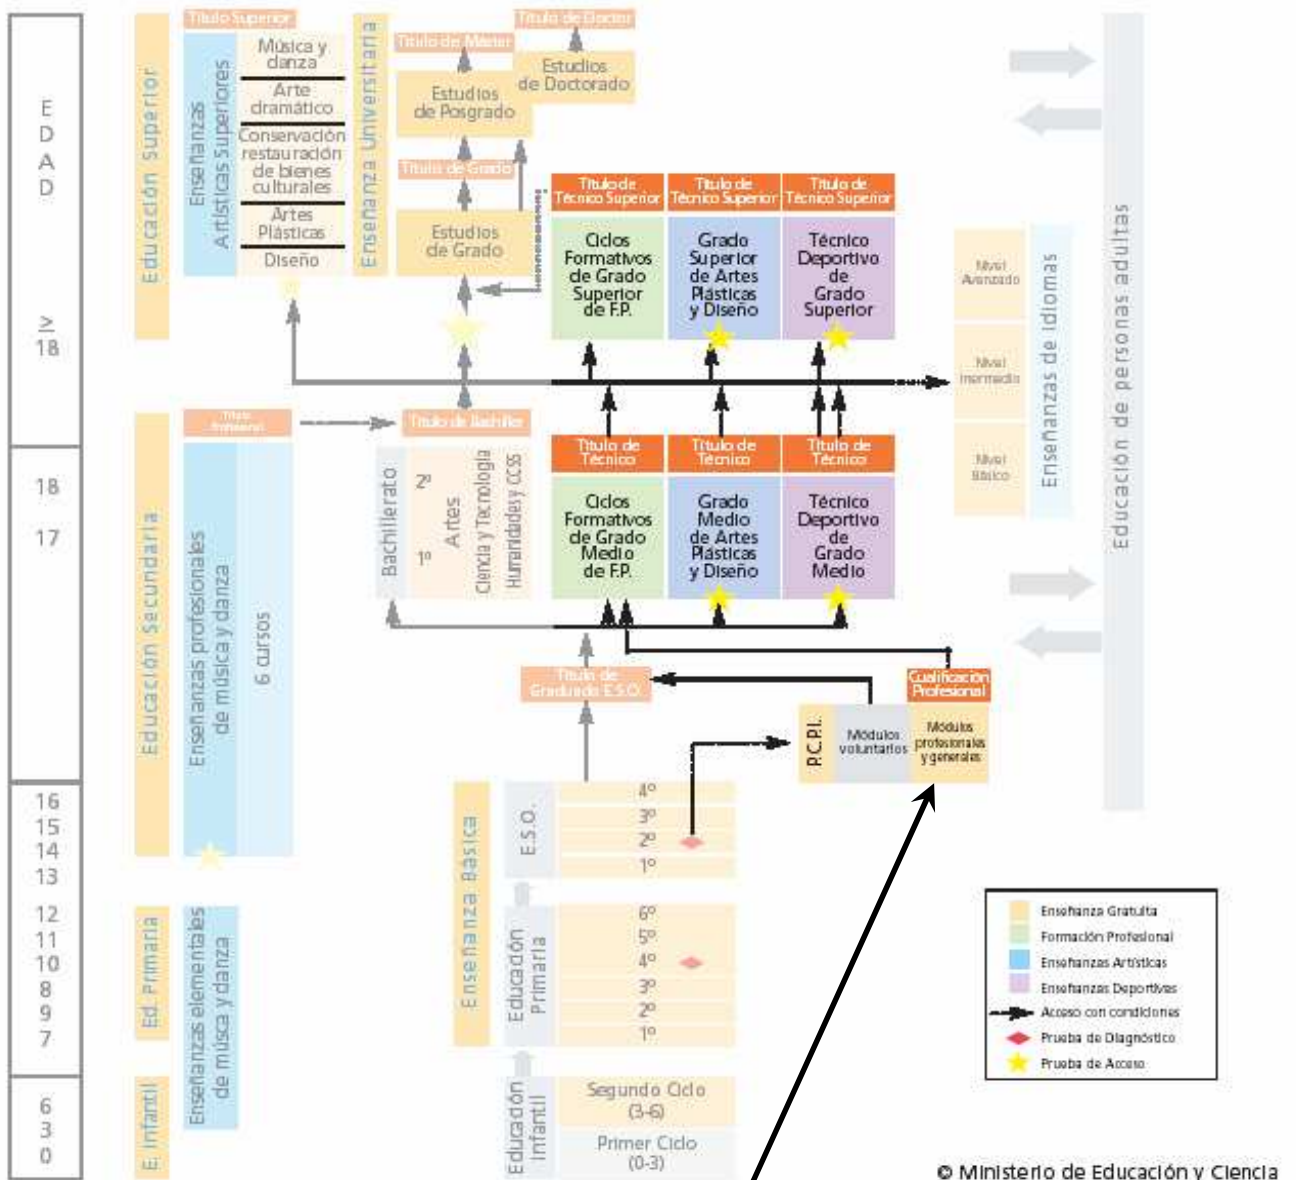 EDAD
≥
18
18
17
16
15
14
13
12
11
10
8
9
7
6
3
0
Educación Superior
Educación Secundaria
Ed. Primaria
E. Infantil
Título Superior
Enseñanzas
Artísticas Superiores
Música y
danza
Arte
dramático
Conservación
restauración
de bienes
culturales
Artes
Plásticas
Diseño
Enseñanza Universitaria
Título de Máster
Estudios
de Posgrado
Título de Grado
Estudios
de Grado
Título de Doctor
Estudios
de Doctorado
Título de
Técnico Superior
Ciclos
Formativos
de Grado
Superior
de F.P.
Título de
Técnico Superior
Grado
Superior
de Artes
Plásticas
y Diseño
Título de
Técnico Superior
Técnico
Deportivo
de
Grado
Superior
Nivel
Avanzado
Nivel
Inermedio
Nivel
Básico
Enseñanzas de Idiomas
Educación de personas adultas
Título
Profesional
Enseñanzas profesionales
de música y danza
6 cursos
Título de Bachiller
Bachillerato
2º
1º
Artes
Ciencia y Tecnología
Humanidades y CCSS
Título de
Técnico
Ciclos
Formativos
de Grado
Medio
de F.P.
Título de
Técnico
Grado
Medio
de Artes
Plásticas
y Diseño
Título de
Técnico
Técnico
Deportivo
de
Grado
Medio
Título de
Graduado E.S.O.
Cualificación
Profesional
P.C.P.I.
Módulos
voluntarios
Módulos
profesionales
y generales
Enseñanza Básica
E.S.O.
4º
3º
2º
1º
Educación
Primaria
6º
5º
4º
3º
2º
1º
Enseñanzas elementales
de músca y danza
Educación
Infantil
Segundo Ciclo
(3-6)
Primer Ciclo
(0-3)
Enseñanza Gratuita
Formación Profesional
Enseñanzas Artísticas
Enseñanzas Deportivas
Acceso con condiciones
Prueba de Diagnóstico
Prueba de Acceso
© Ministerio de Educación y Ciencia